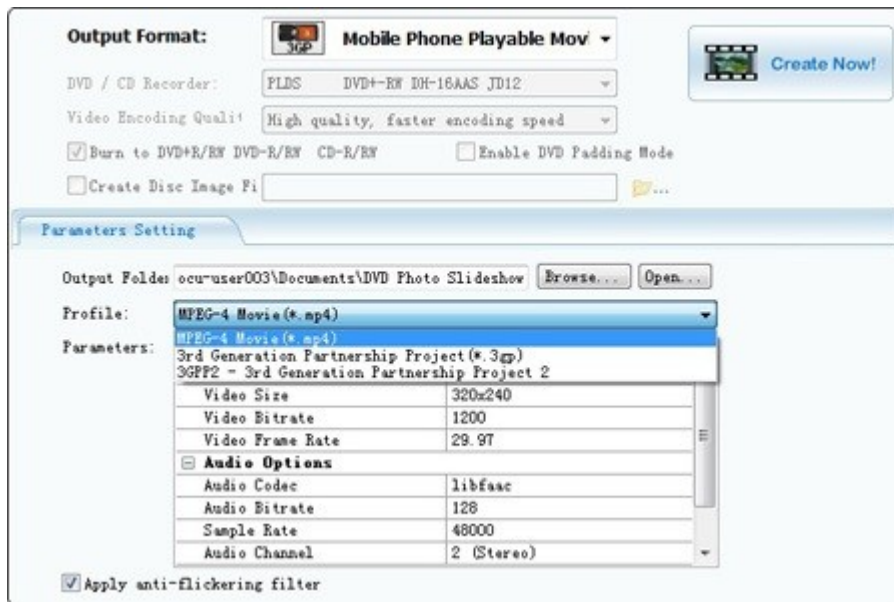 Output Format: 3GP Mobile Phone Playable Movi
Create Now!
DVD / CD Recorder: PLDS DVD+-RW DH-16AAS JD12
Video Encoding Qualit High quality, faster encoding speed
Burn to DVD+R/RW DVD-R/RW CD-R/RW Enable DVD Padding Mode
Create Disc Image Fi ...
Parameters Setting
Output Folde: ocu-user003\Documents\DVD Photo Slideshow Browse... Open...
Profile: MPEG-4 Movie(*.mp4)
MPEG-4 Movie(*.mp4)
Parameters: 3rd Generation Partnership Project(*.3gp)
3GPP2 - 3rd Generation Partnership Project 2
Video Size 320x240
Video Bitrate 1200
Video Frame Rate 29.97
Audio Options
Audio Codec libfaac
Audio Bitrate 128
Sample Rate 48000
Audio Channel 2 (Stereo)
Apply anti-flickering filter